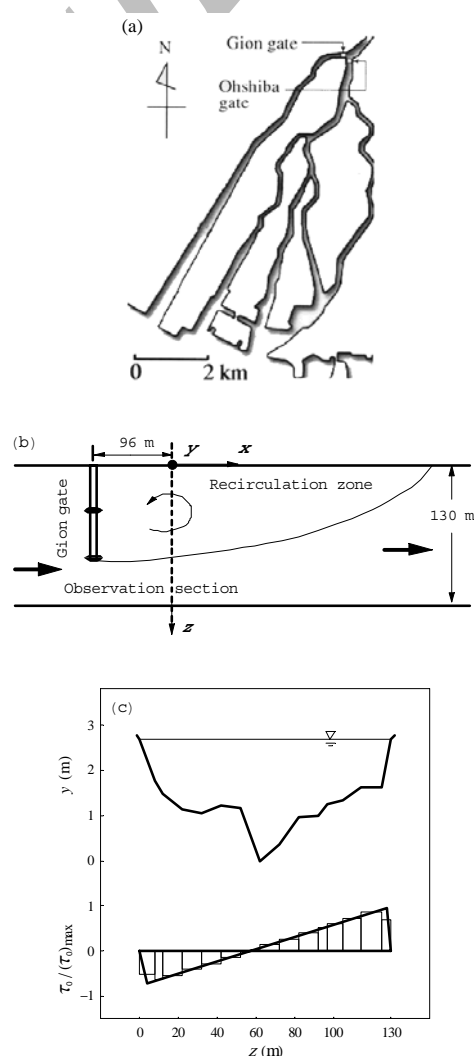 (a)
N
Gion gate
Ohshiba
gate
0 2 km
(b)
96 m
y
x
Recirculation zone
Gion gate
130 m
Observation section
z
(c)
3
2
1
0
y (m)
1
0
−1
τ₀/(τ₀)max
0 20 40 60 80 100 130
z (m)